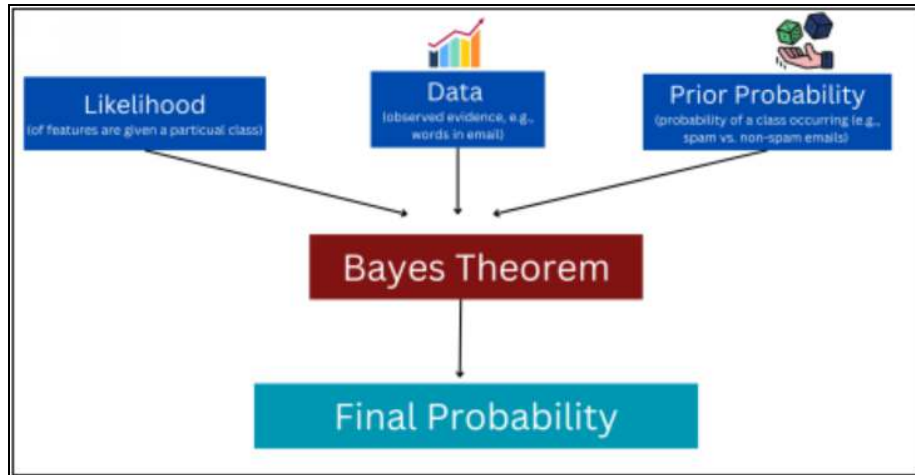 Likelihood
(of features are given a particual class)
Data
(observed evidence, e.g.,
words in email)
Prior Probability
(probability of a class occurring (e.g.,
spam vs. non-spam emails)
Bayes Theorem
Final Probability